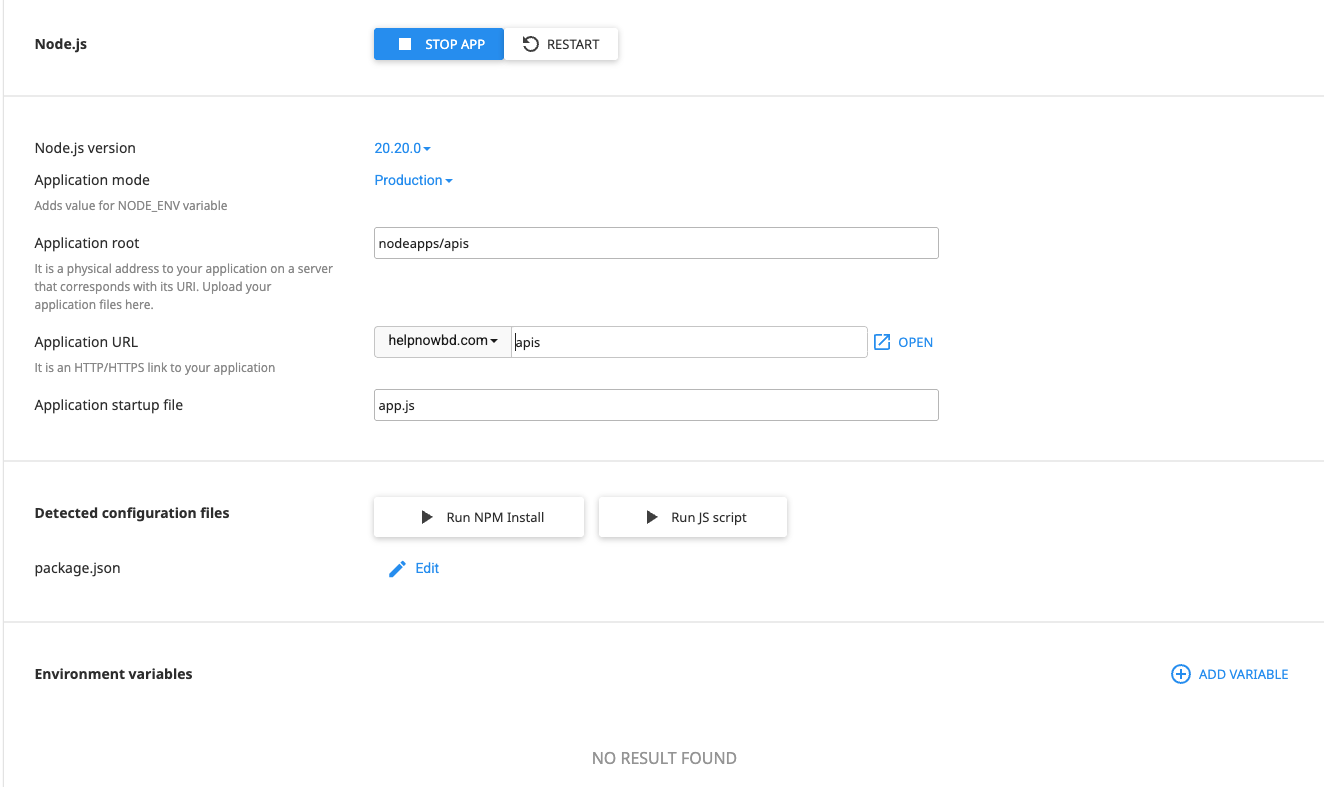 Node.js
STOP APP
RESTART
Node.js version
20.20.0
Application mode
Production
Adds value for NODE_ENV variable
Application root
nodeapps/apis
It is a physical address to your application on a server
that corresponds with its URI. Upload your
application files here.
Application URL
helpnowbd.com
apis
OPEN
It is an HTTP/HTTPS link to your application
Application startup file
app.js
Detected configuration files
Run NPM Install
Run JS script
package.json
Edit
Environment variables
ADD VARIABLE
NO RESULT FOUND